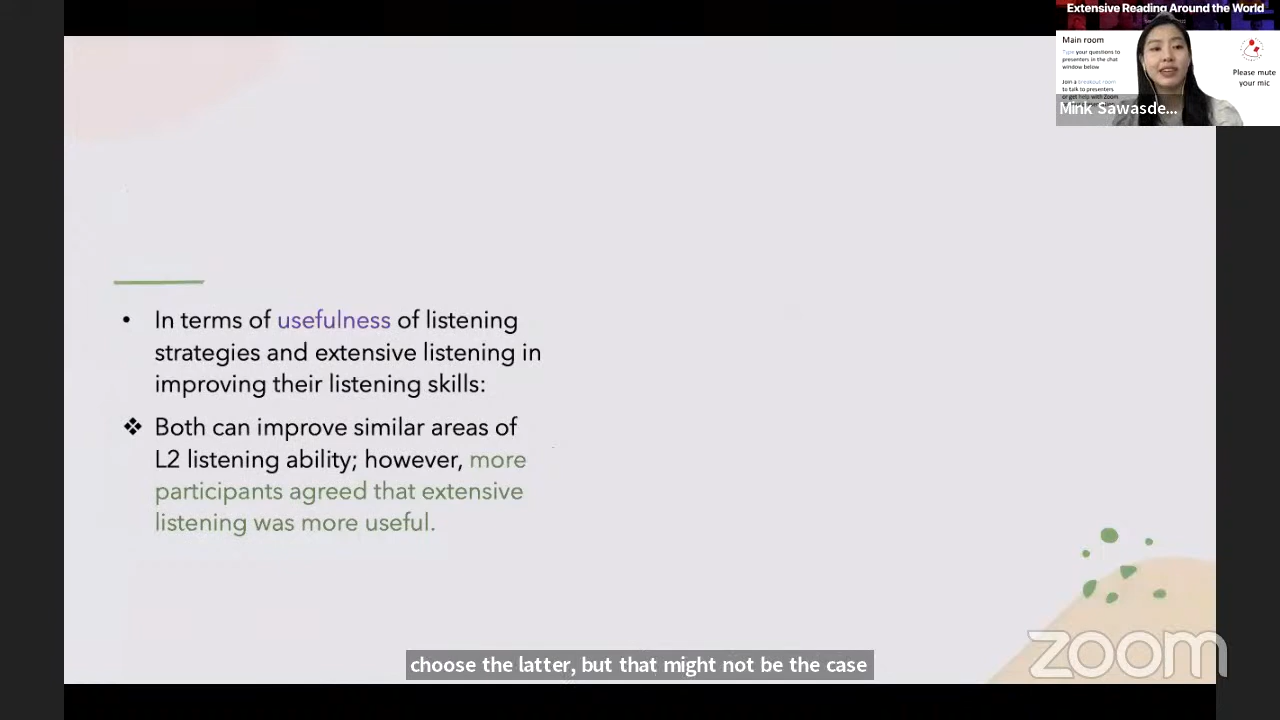 Extensive Reading Around the World
Main room
Type your questions to
presenters in the chat
window below
Join a breakout room
to talk to presenters
or get help with Zoom
Please mute
your mic
Mink Sawasde...
• In terms of usefulness of listening
strategies and extensive listening in
improving their listening skills:
❖ Both can improve similar areas of
L2 listening ability; however, more
participants agreed that extensive
listening was more useful.
choose the latter, but that might not be the case
zoom